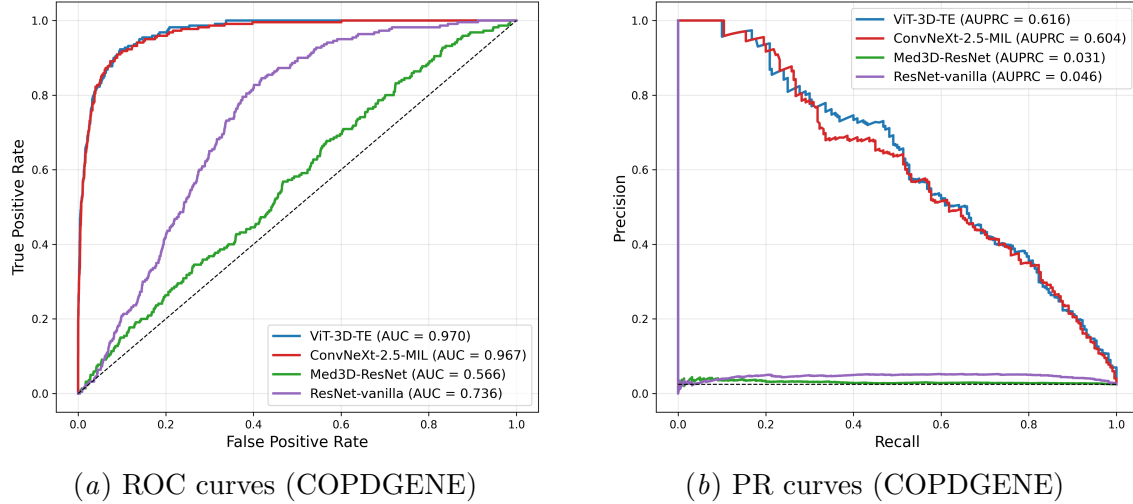 1.0
0.8
0.6
0.4
0.2
0.0
True Positive Rate
0.0 0.2 0.4 0.6 0.8 1.0
False Positive Rate
ViT-3D-TE (AUC = 0.970)
ConvNeXt-2.5-MIL (AUC = 0.967)
Med3D-ResNet (AUC = 0.566)
ResNet-vanilla (AUC = 0.736)
(a) ROC curves (COPDGENE)
1.0
0.8
0.6
0.4
0.2
0.0
Precision
0.0 0.2 0.4 0.6 0.8 1.0
Recall
ViT-3D-TE (AUPRC = 0.616)
ConvNeXt-2.5-MIL (AUPRC = 0.604)
Med3D-ResNet (AUPRC = 0.031)
ResNet-vanilla (AUPRC = 0.046)
(b) PR curves (COPDGENE)